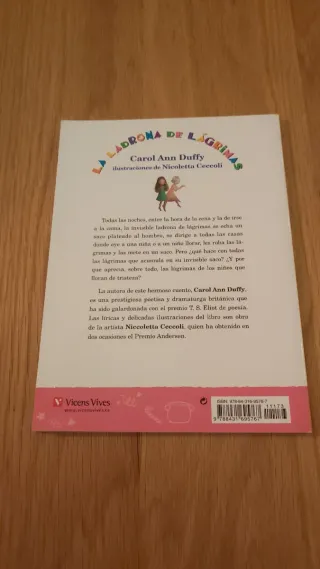 LA LADRONA DE LÁGRIMAS
Carol Ann Duffy
ilustraciones de Nicoletta Ceccoli
Todas las noches, entre la hora de la cena y la de irse
a la cama, la invisible ladrona de lágrimas se echa un
saco plateado al hombro, se dirige a todas las casas
donde oye a una niña o a un niño llorar, les roba las lá-
grimas y las mete en su saco. Pero ¿qué hace con todas
las lágrimas que acumula en su invisible saco? ¿Y por
qué aprecia, sobre todo, las lágrimas de los niños que
lloran de tristeza?
La autora de este hermoso cuento, Carol Ann Duffy,
es una prodigiosa poetisa y dramaturga británica que
ha sido galardonada con el premio T. S. Eliot de poesía.
Las líricas y delicadas ilustraciones del libro son obra
de la artista Niccoletta Ceccoli, quien ha obtenido en
dos ocasiones el Premio Andersen.
Vicens Vives